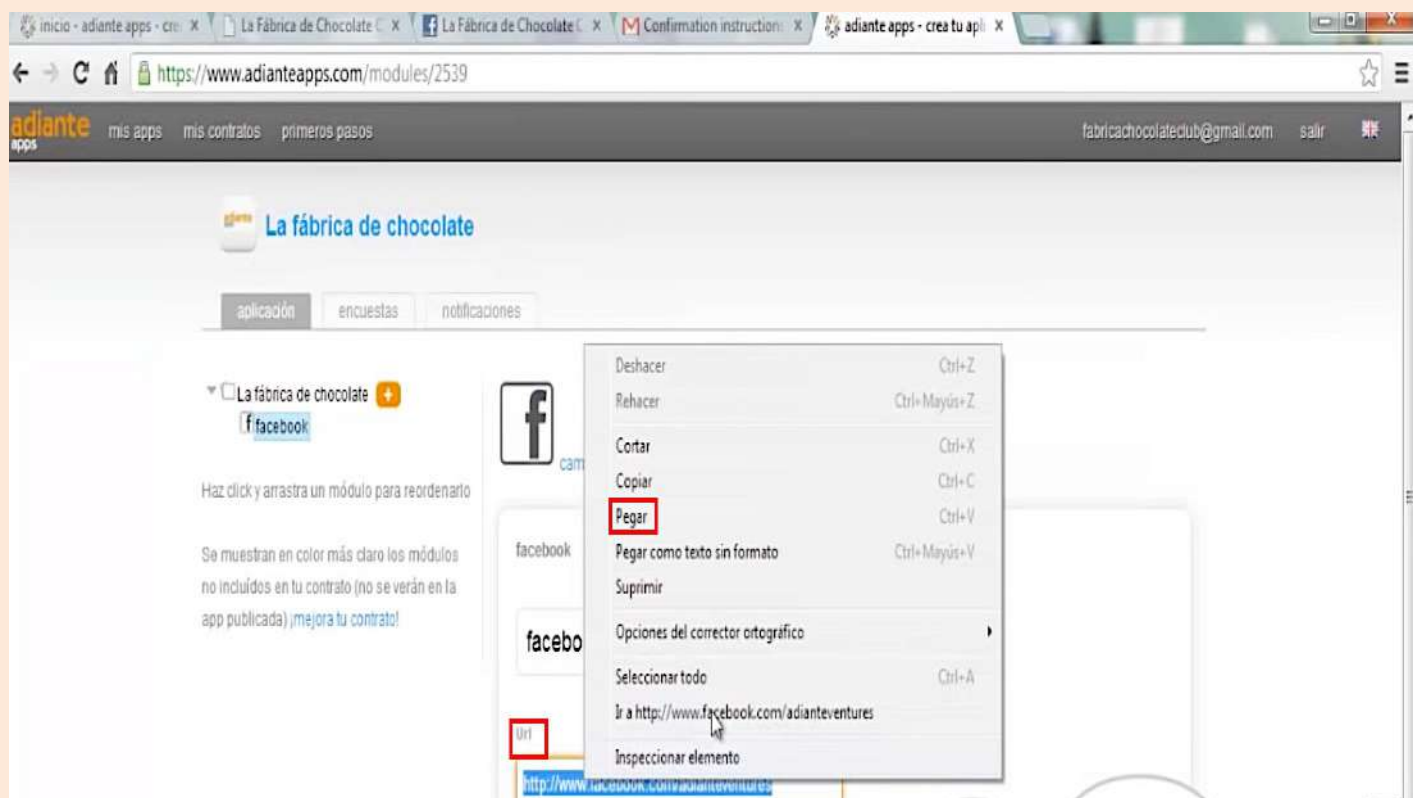 inicio - adiante apps - cre x La Fábrica de Chocolate C x La Fábrica de Chocolate C x Confirmation instructions x adiante apps - crea tu apli x
https://www.adianteapps.com/modules/2539
adiante apps mis apps mis contratos primeros pasos fabricachocolateclub@gmail.com salir
La fábrica de chocolate
aplicación encuestas notificaciones
Deshacer Ctrl+Z
La fábrica de chocolate +
Rehacer Ctrl+Mayús+Z
facebook
Cortar Ctrl+X
cam
Copiar Ctrl+C
Haz click y arrastra un módulo para reordenarlo
Pegar Ctrl+V
Se muestran en color más claro los módulos
no incluídos en tu contrato (no se verán en la
app publicada) ¡mejora tu contrato!
facebook
Pegar como texto sin formato Ctrl+Mayús+V
Suprimir
facebo
Opciones del corrector ortográfico
Seleccionar todo Ctrl+A
Ir a http://www.facebook.com/adianteventures
Url
Inspeccionar elemento
http://www.facebook.com/adianteventures